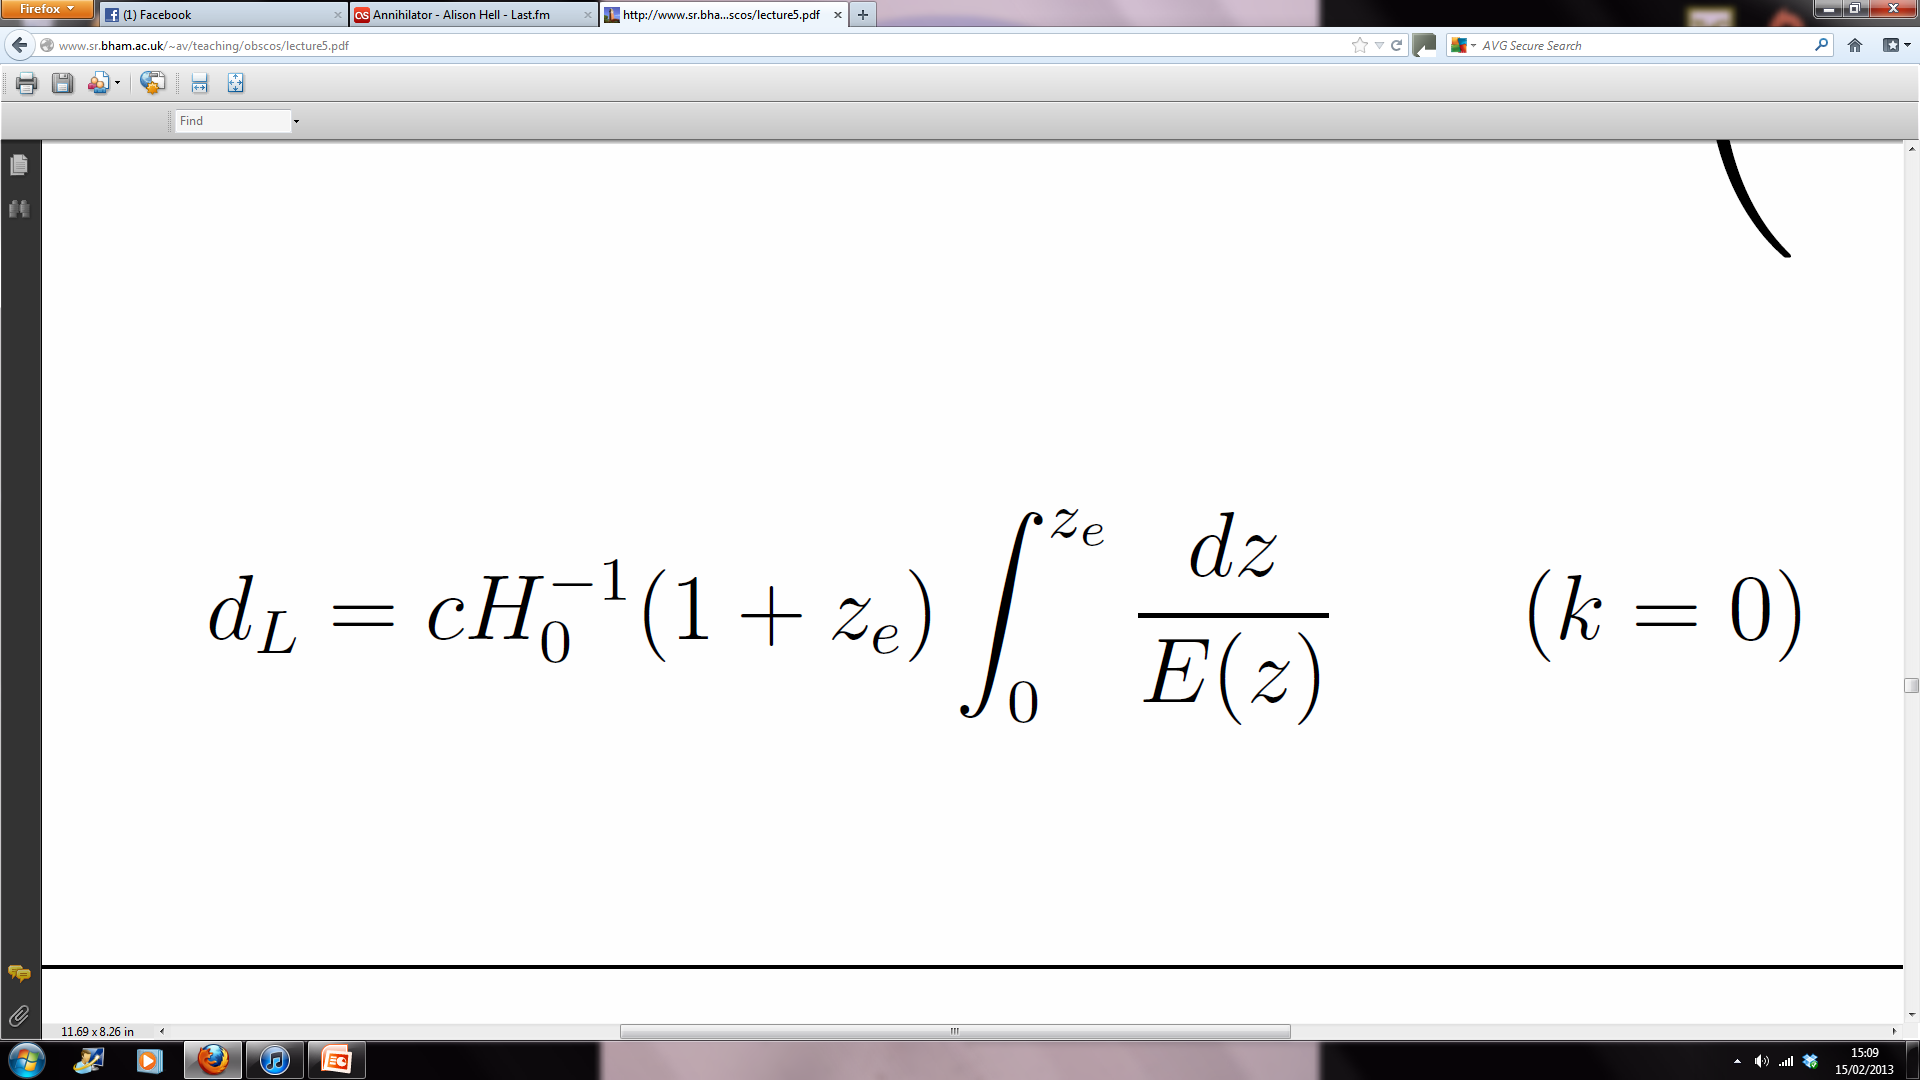 Firefox
(1) Facebook
Annihilator - Alison Hell - Last.fm
http://www.sr.bha...scos/lecture5.pdf
www.sr.bham.ac.uk/~av/teaching/obscos/lecture5.pdf
AVG Secure Search
Find
d_L = cH_0^{-1}(1 + z_e) \int_0^{z_e} \frac{dz}{E(z)} (k = 0)
11.69 x 8.26 in
15:09
15/02/2013